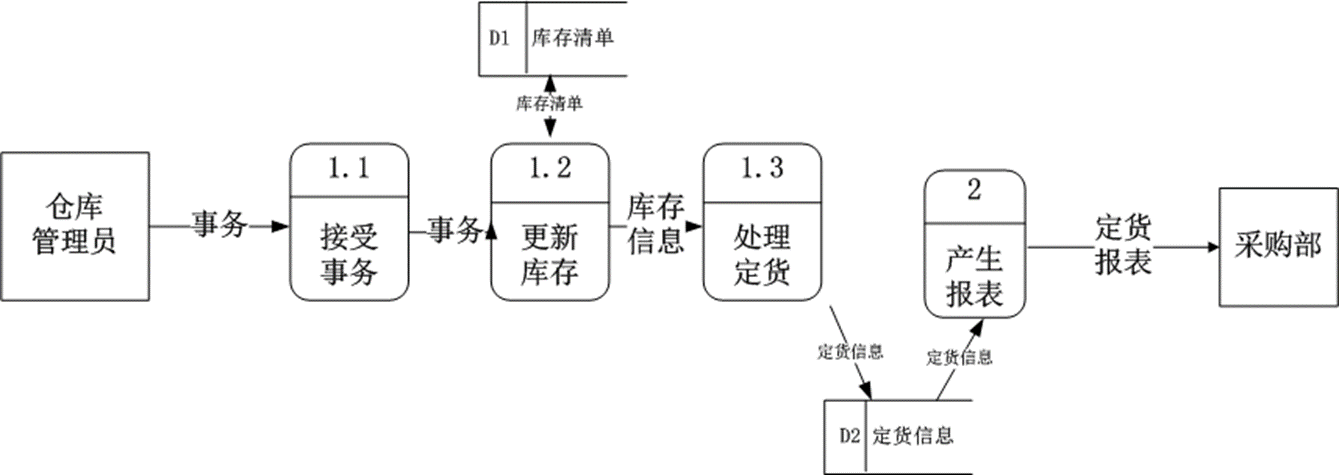 D1 库存清单
库存清单
仓库
管理员
事务
1.1
接受
事务
事务
1.2
更新
库存
库存
信息
1.3
处理
定货
2
产生
报表
定货
报表
采购部
定货信息
定货信息
D2 定货信息